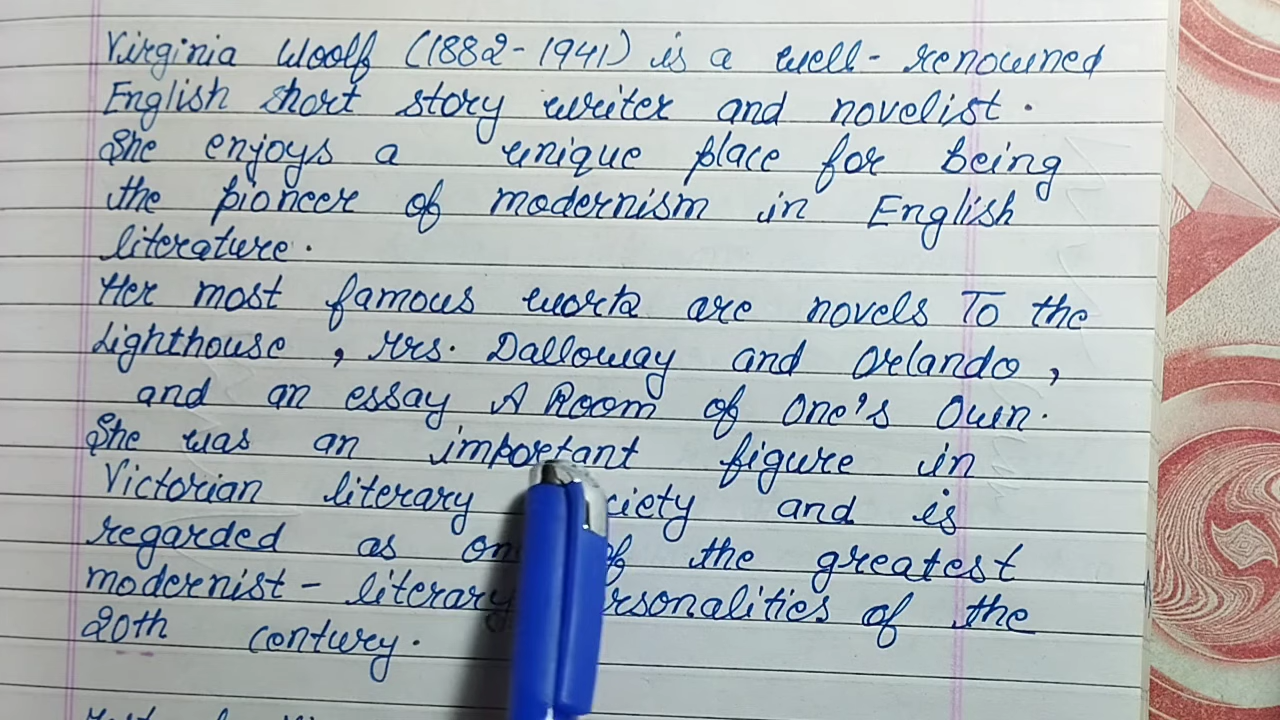 Virginia Woolf (1882-1941) is a well-renowned
English short story writer and novelist.
She enjoys a unique place for being
the pioneer of modernism in English
literature.
Her most famous works are novels To the
Lighthouse, Mrs. Dalloway and Orlando,
and an essay A Room of One's Own.
She was an important figure in
Victorian literary and is
regarded as of the greatest
modernist - literary of the
20th century.